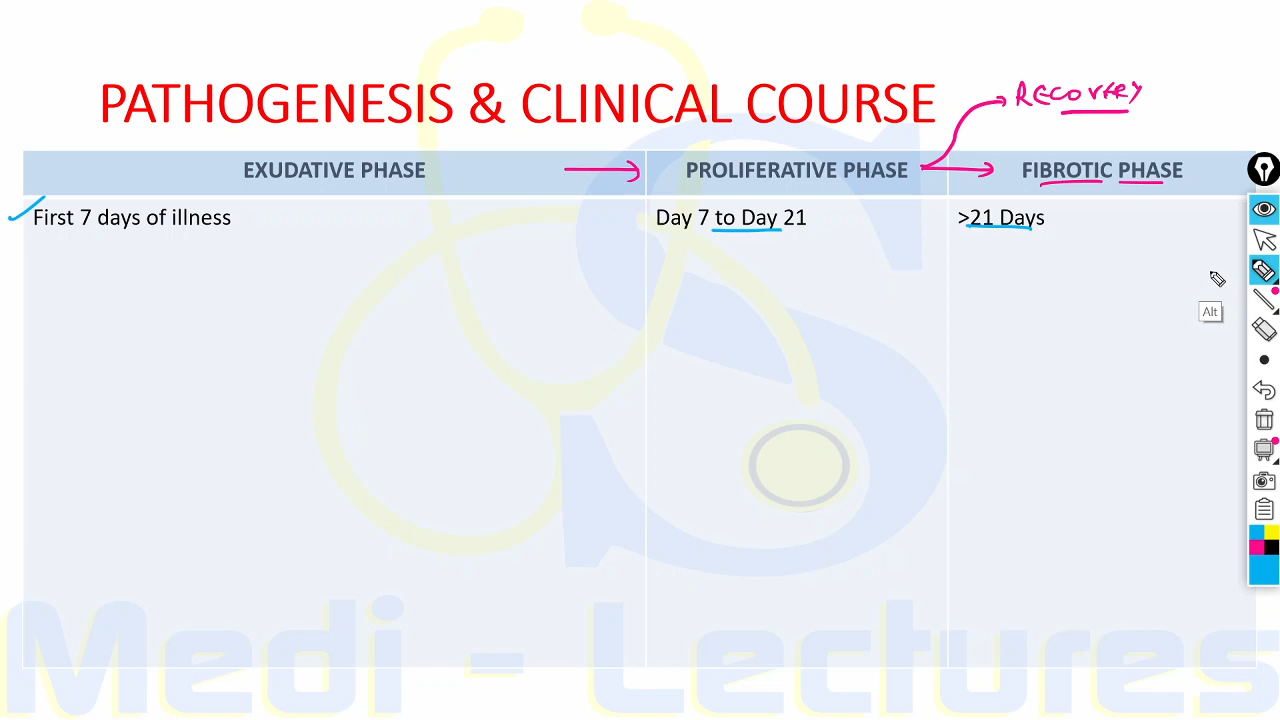 PATHOGENESIS & CLINICAL COURSE
RECOVERY
EXUDATIVE PHASE
PROLIFERATIVE PHASE
FIBROTIC PHASE
First 7 days of illness
Day 7 to Day 21
>21 Days
Alt
Medi - Lectures